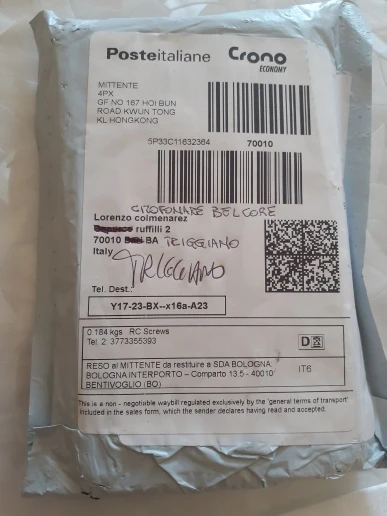 Posteitaliane Crono
ECONOMY
MITTENTE
4PX
GF NO 167 HOI BUN
ROAD KWUN TONG
KL HONGKONG
5P33C11632364 70010
CITOFONARE BELCORE
Lorenzo colmenarez
ruffilli 2
70010 BA TRIGGIANO
Italy
TRIGGIANO
Tel. Dest.:
Y17-23-BX--x16a-A23
0.184 kgs RC Screws
Tel. 2: 3773355393
D
RESO al MITTENTE da restituire a SDA BOLOGNA
BOLOGNA INTERPORTO – Comparto 13.5 - 40010
BENTIVOGLIO (BO)
IT6
This is a non - negotiable waybill regulated exclusively by the 'general terms of transport'
included in the sales form, which the sender declares having read and accepted.